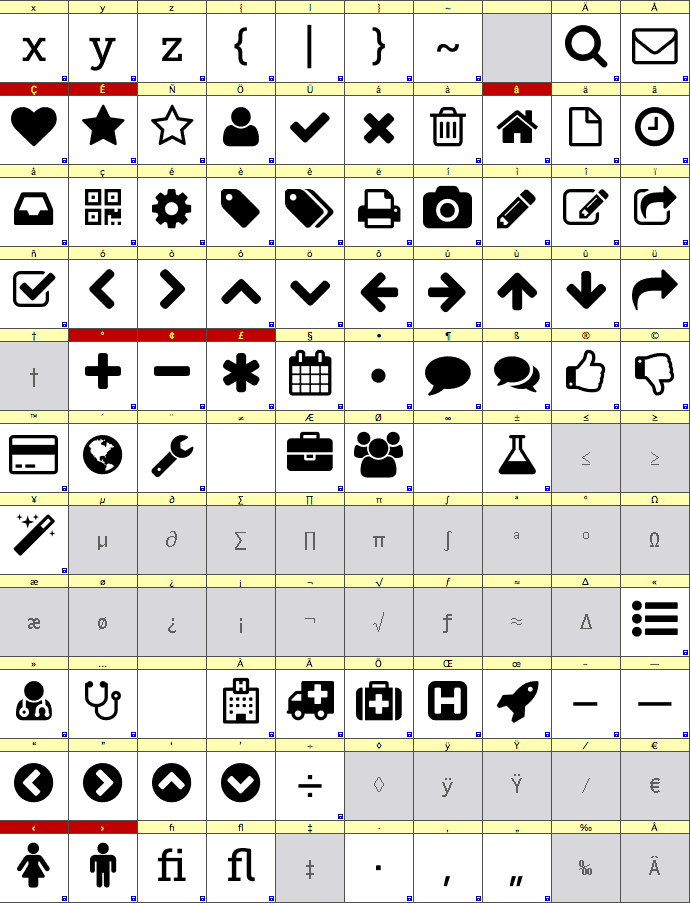 x y z { | } ~ Ä Å
x y z { | } ~
Ç É Ñ Ö Ü á à â ä ã
å ç é è ê ë í ì î ï
ñ ó ò ô ö õ ú ù û ü
† ° ¢ £ § • ¶ ß ® ©
† •
™ ´ ¨ ≠ Æ Ø ∞ ± ≤ ≥
≤ ≥
¥ µ ∂ ∑ ∏ π ∫ ª º Ω
µ ∂ ∑ ∏ π ∫ ª º Ω
æ ø ¿ ¡ ¬ √ ƒ ≈ ∆ «
æ ø ¿ ¡ ¬ √ ƒ ≈ ∆
» … À Ã Õ Œ œ – —
H H – —
“ ” ‘ ’ ÷ ◊ ÿ Ÿ ⁄ €
÷ ◊ ÿ Ÿ ⁄ €
‹ › ﬁ ﬂ ‡ · ‚ „ ‰ Â
ﬁ ﬂ ‡ · ‚ „ ‰ Â